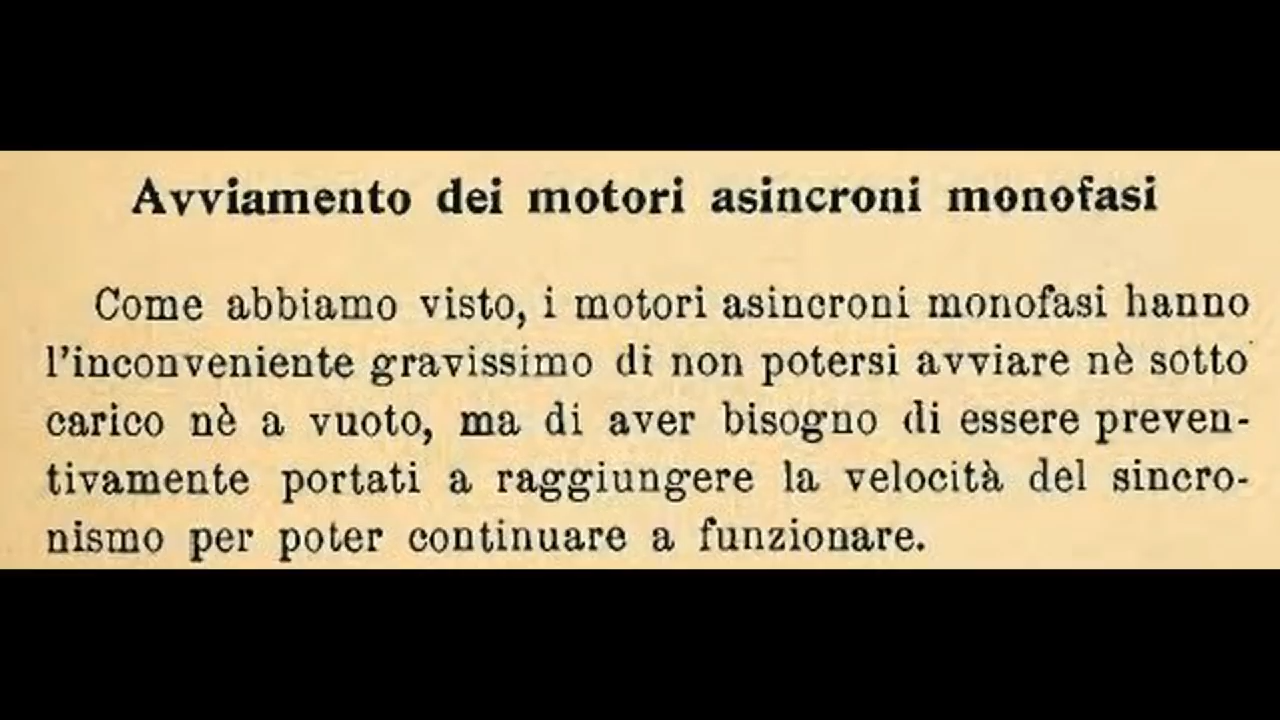 Avviamento dei motori asincroni monofasi
Come abbiamo visto, i motori asincroni monofasi hanno
l'inconveniente gravissimo di non potersi avviare nè sotto
carico nè a vuoto, ma di aver bisogno di essere preven-
tivamente portati a raggiungere la velocità del sincro-
nismo per poter continuare a funzionare.